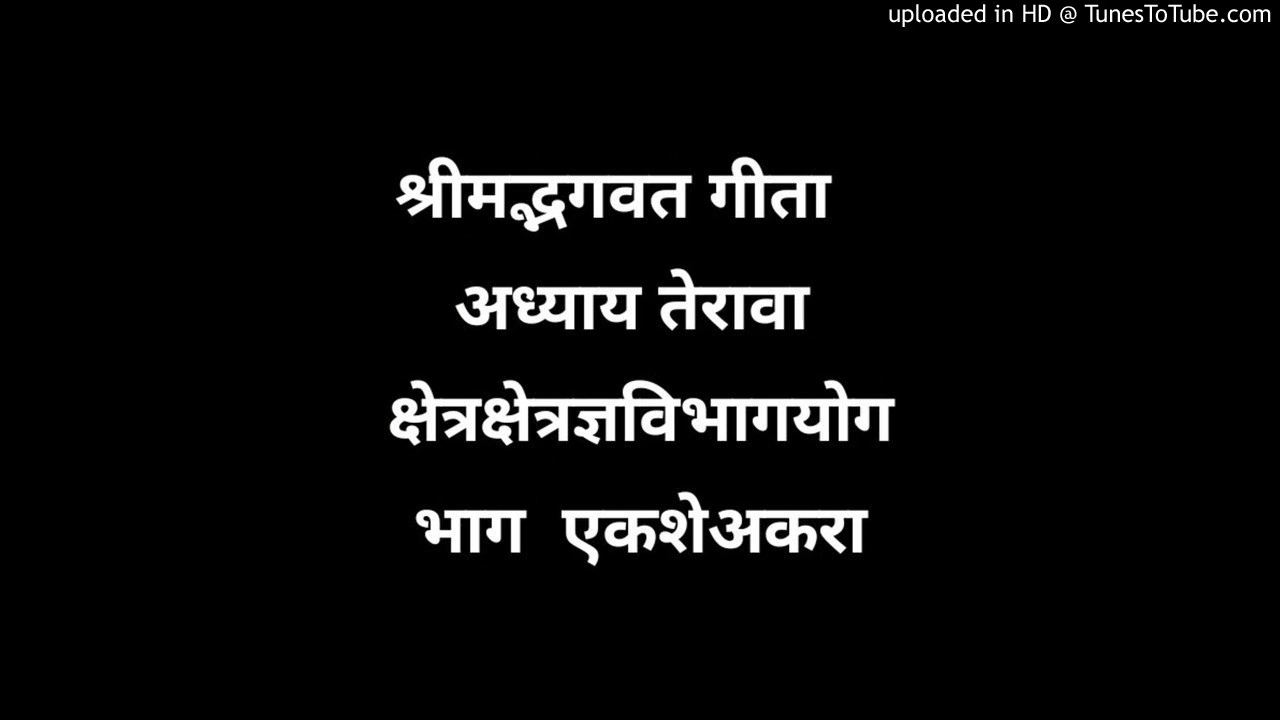 uploaded in HD @ TunesToTube.com
श्रीमद्भगवत गीता
अध्याय तेरावा
क्षेत्रक्षेत्रज्ञविभागयोग
भाग एकशेअकरा